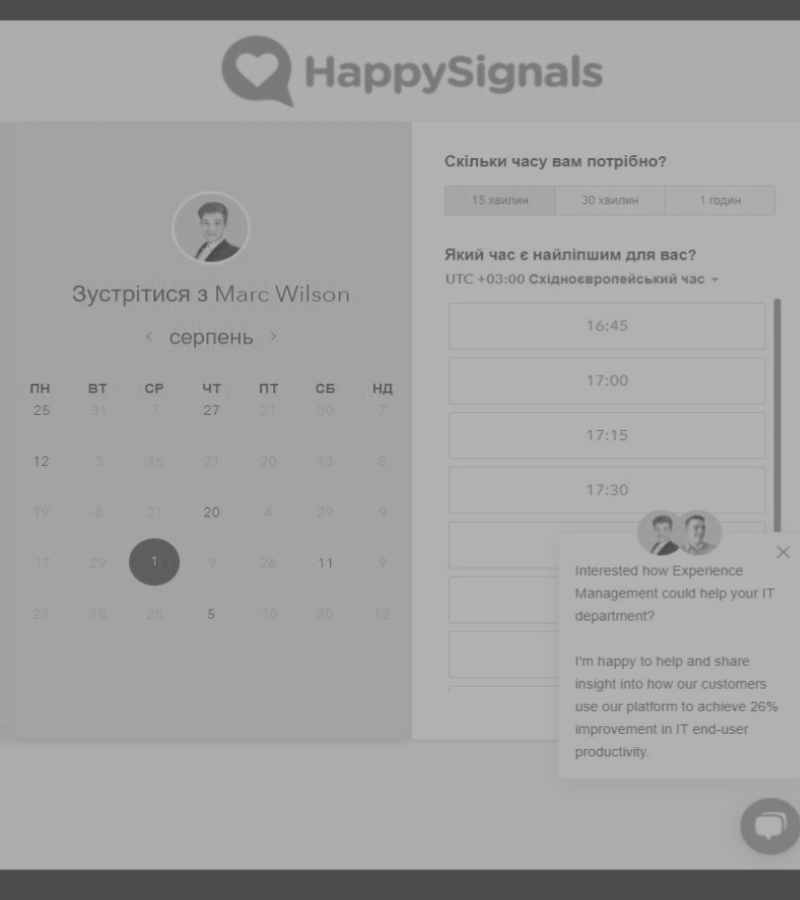 HappySignals
Зустрітися з Marc Wilson
серпень
ПН ВТ СР ЧТ ПТ СБ НД
25 31 7 27 21 30 7
12 3 16 21 20 13 8
19 8 21 20 4 29 9
17 29 1 9 26 11 9
26 18 28 5 10 20 12
Скільки часу вам потрібно?
15 хвилин 30 хвилин 1 годин
Який час є найліпшим для вас?
UTC +03:00 Східноєвропейський час
16:45
17:00
17:15
17:30
Interested how Experience
Management could help your IT
department?
I'm happy to help and share
insight into how our customers
use our platform to achieve 26%
improvement in IT end-user
productivity.